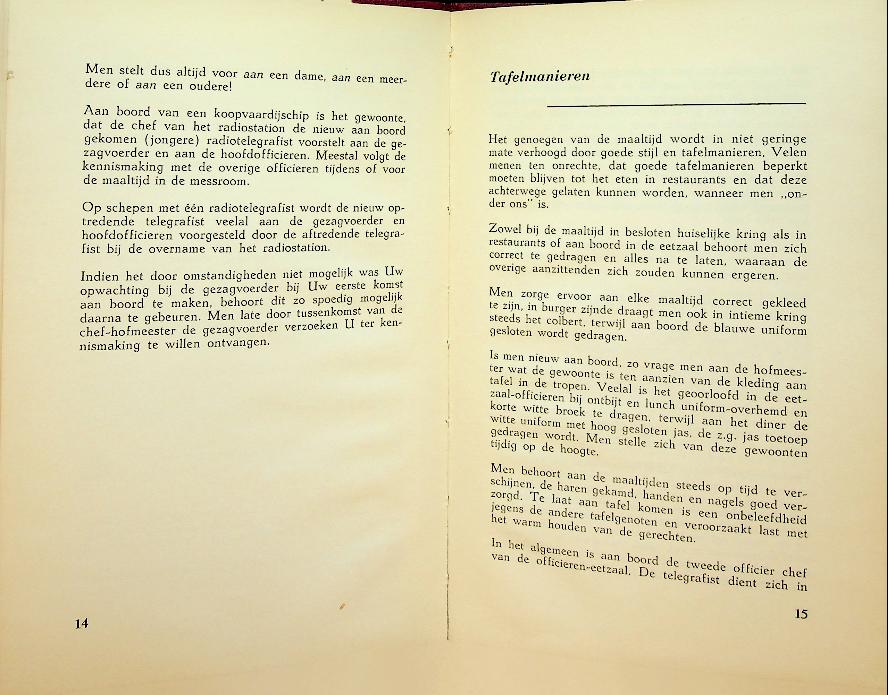 Men stelt dus altijd voor aan een dame, aan een meer-
dere of aan een oudere!
Aan boord van een koopvaardijschip is het gewoonte,
dat de chef van het radiostation de nieuw aan boord
gekomen (jongere) radiotelegrafist voorstelt aan de ge-
zagvoerder en aan de hoofdofficieren. Meestal volgt de
kennismaking met de overige officieren tijdens of voor
de maaltijd in de messroom.
Op schepen met één radiotelegrafist wordt de nieuw op-
tredende telegrafist veelal aan de gezagvoerder en
hoofdofficieren voorgesteld door de aftredende telegra-
fist bij de overname van het radiostation.
Indien het door omstandigheden niet mogelijk was Uw
opwachting bij de gezagvoerder bij Uw eerste komst
aan boord te maken, behoort dit zo spoedig mogelijk
daarna te gebeuren. Men late door tussenkomst van de
chef-hofmeester de gezagvoerder verzoeken U ter ken-
nismaking te willen ontvangen.
14
Tafelmanieren
Het genoegen van de maaltijd wordt in niet geringe
mate verhoogd door goede stijl en tafelmanieren. Velen
menen ten onrechte, dat goede tafelmanieren beperkt
moeten blijven tot het eten in restaurants en dat deze
achterwege gelaten kunnen worden, wanneer men „on-
der ons" is.
Zowel bij de maaltijd in besloten huiselijke kring als in
restaurants of aan boord in de eetzaal behoort men zich
correct te gedragen en alles na te laten, waaraan de
overige aanzittenden zich zouden kunnen ergeren.
Men zorge ervoor aan elke maaltijd correct gekleed
te zijn, in burger zijnde draagt men ook in intieme kring
steeds het colbert, terwijl aan boord de blauwe uniform
gesloten wordt gedragen.
Is men nieuw aan boord, zo vrage men aan de hofmees-
ter wat de gewoonte is ten aanzien van de kleding aan
tafel in de tropen. Veelal is het geoorloofd in de eet-
zaal-officieren bij ontbijt en lunch uniform-overhemd en
korte witte broek te dragen, terwijl aan het diner de
witte uniform met hoog gesloten jas, de z.g. jas toetoep
gedragen wordt. Men stelle zich van deze gewoonten
tijdig op de hoogte.
Men behoort aan de maaltijden steeds op tijd te ver-
schijnen, de haren gekamd, handen en nagels goed ver-
zorgd. Te laat aan tafel komen is een onbeleefdheid
jegens de andere tafelgenoten en veroorzaakt last met
het warm houden van de gerechten.
In het algemeen is aan boord de tweede officier chef
van de officieren-eetzaal. De telegrafist dient zich in
15